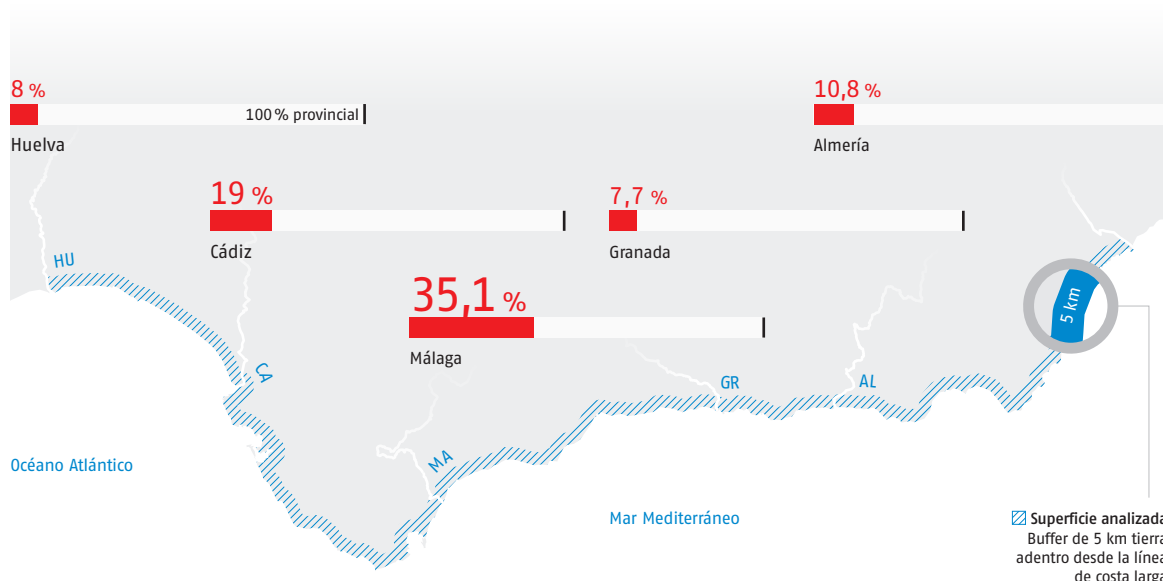 8 %
100 % provincial
Huelva
10,8 %
Almería
19 %
Cádiz
7,7 %
Granada
35,1 %
Málaga
HU
CA
MA
GR
AL
5 km
Océano Atlántico
Mar Mediterráneo
Superficie analizada
Buffer de 5 km tierra
adentro desde la línea
de costa larga